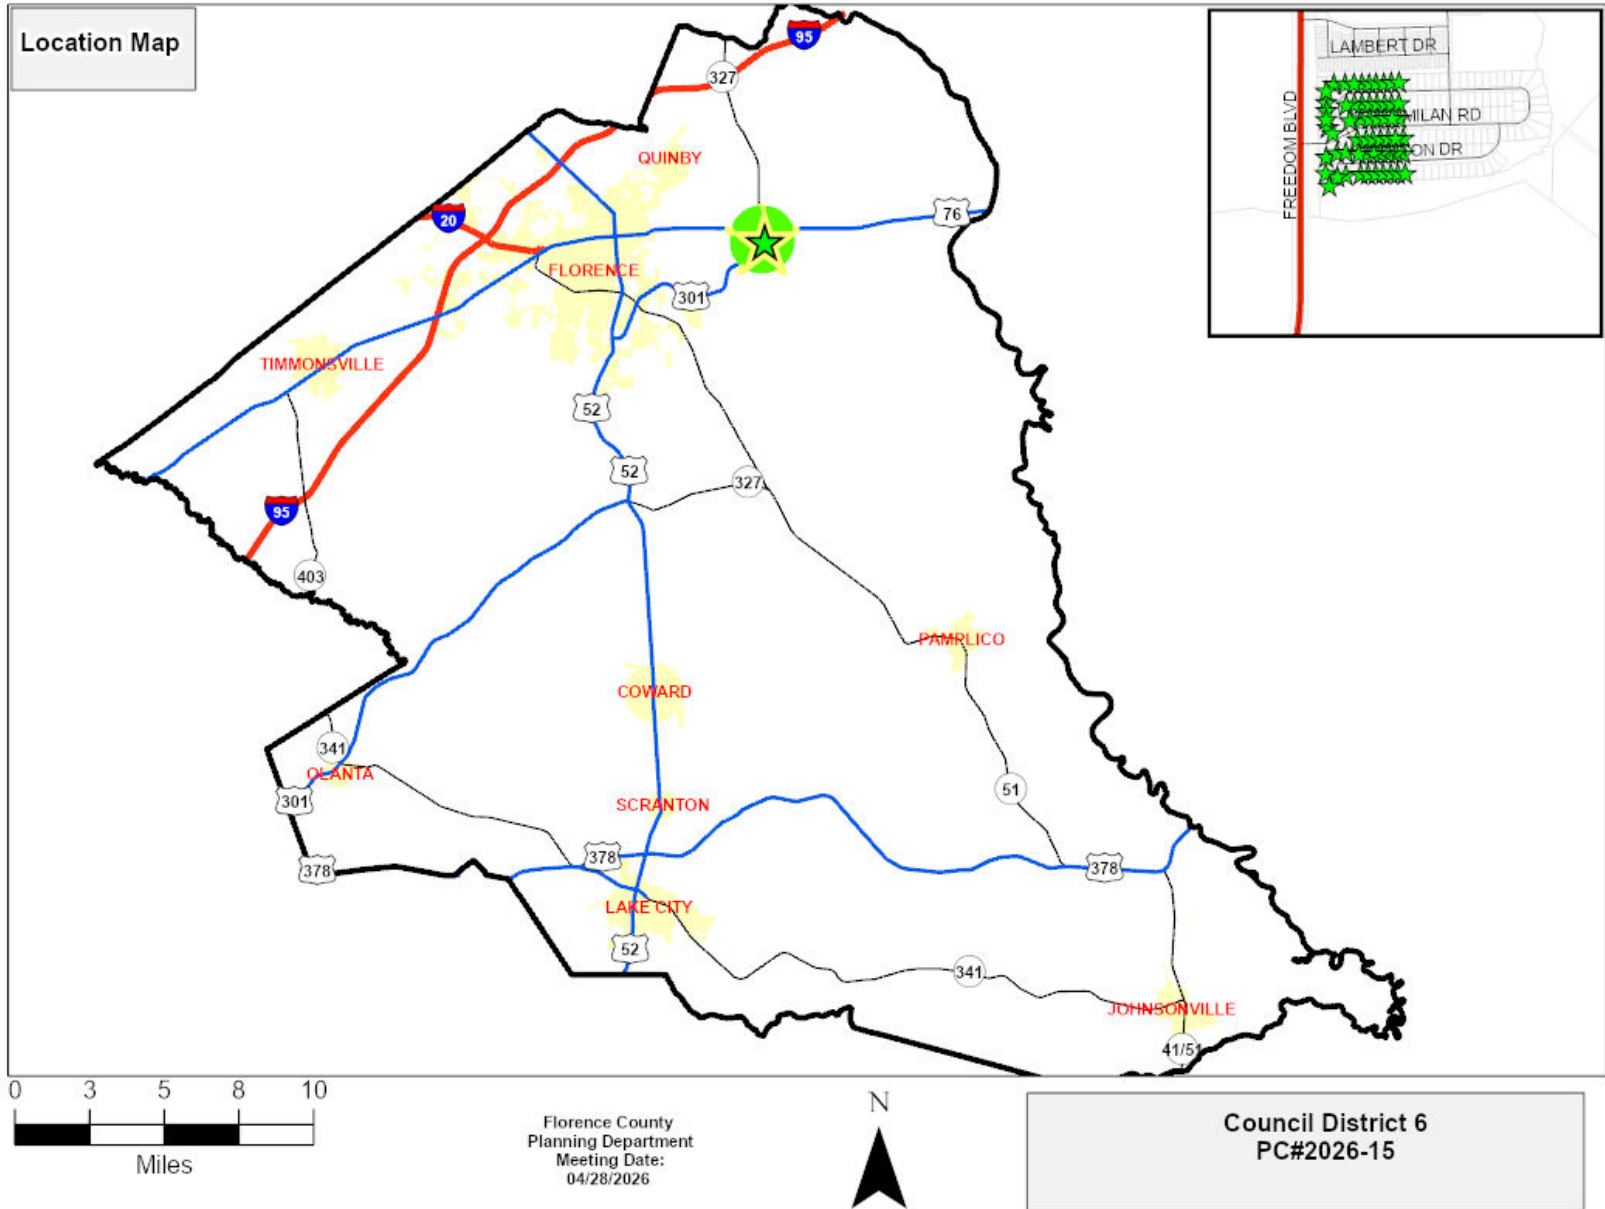 Location Map
95
327
LAMBERT DR
MILAN RD
ON DR
FREEDOM BLVD
QUINBY
20
76
FLORENCE
301
TIMMONSVILLE
52
52
327
95
403
PAMPLICO
COWARD
341
OLANTA
301
51
SCRANTON
378
378
378
LAKE CITY
52
341
JOHNSONVILLE
41/51
0 3 5 8 10
Miles
Florence County
Planning Department
Meeting Date:
04/28/2026
N
Council District 6
PC#2026-15